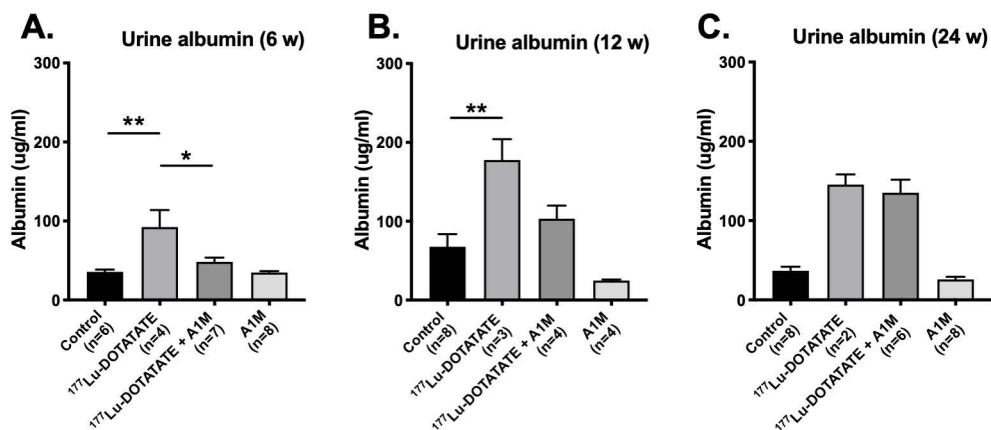 A.
Urine albumin (6 w)
Albumin (ug/ml)
300
200
100
0
**
*
Control
(n=6)
¹⁷⁷Lu-DOTATATE
(n=4)
¹⁷⁷Lu-DOTATATE + A1M
(n=7)
A1M
(n=8)
B.
Urine albumin (12 w)
Albumin (ug/ml)
300
200
100
0
**
Control
(n=8)
¹⁷⁷Lu-DOTATATE
(n=3)
¹⁷⁷Lu-DOTATATE + A1M
(n=4)
A1M
(n=4)
C.
Urine albumin (24 w)
Albumin (ug/ml)
300
200
100
0
Control
(n=8)
¹⁷⁷Lu-DOTATATE
(n=2)
¹⁷⁷Lu-DOTATATE + A1M
(n=6)
A1M
(n=8)